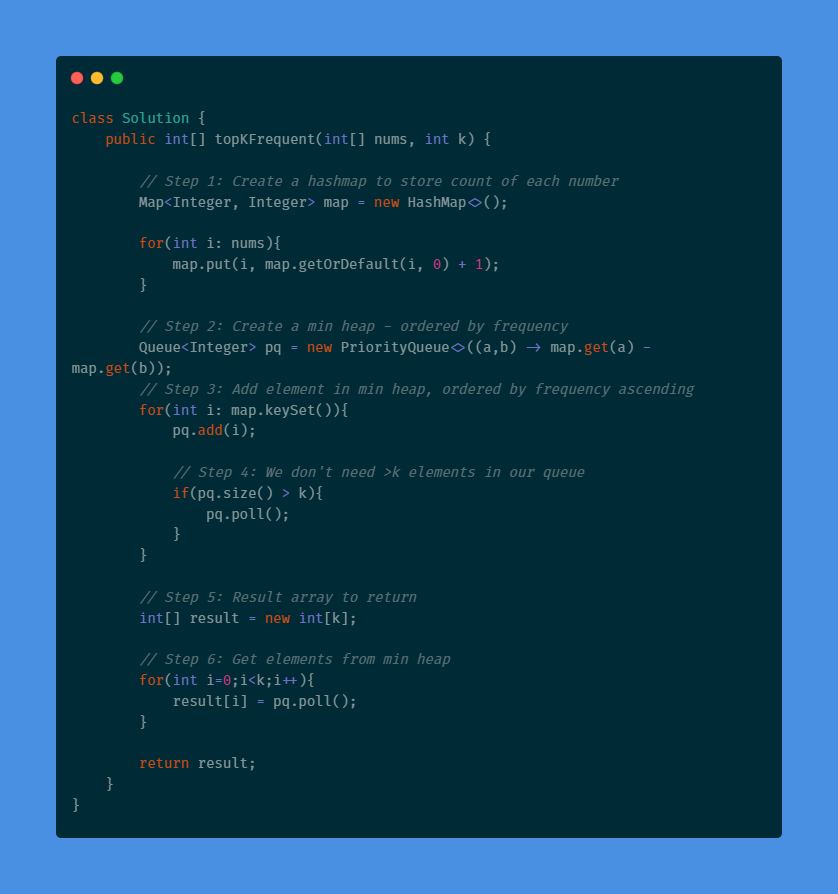 class Solution {
    public int[] topKFrequent(int[] nums, int k) {

        // Step 1: Create a hashmap to store count of each number
        Map<Integer, Integer> map = new HashMap<>();

        for(int i: nums){
            map.put(i, map.getOrDefault(i, 0) + 1);
        }

        // Step 2: Create a min heap - ordered by frequency
        Queue<Integer> pq = new PriorityQueue<>((a,b) -> map.get(a) -
map.get(b));
        // Step 3: Add element in min heap, ordered by frequency ascending
        for(int i: map.keySet()){
            pq.add(i);

            // Step 4: We don't need >k elements in our queue
            if(pq.size() > k){
                pq.poll();
            }
        }

        // Step 5: Result array to return
        int[] result = new int[k];

        // Step 6: Get elements from min heap
        for(int i=0;i<k;i++){
            result[i] = pq.poll();
        }

        return result;
    }
}